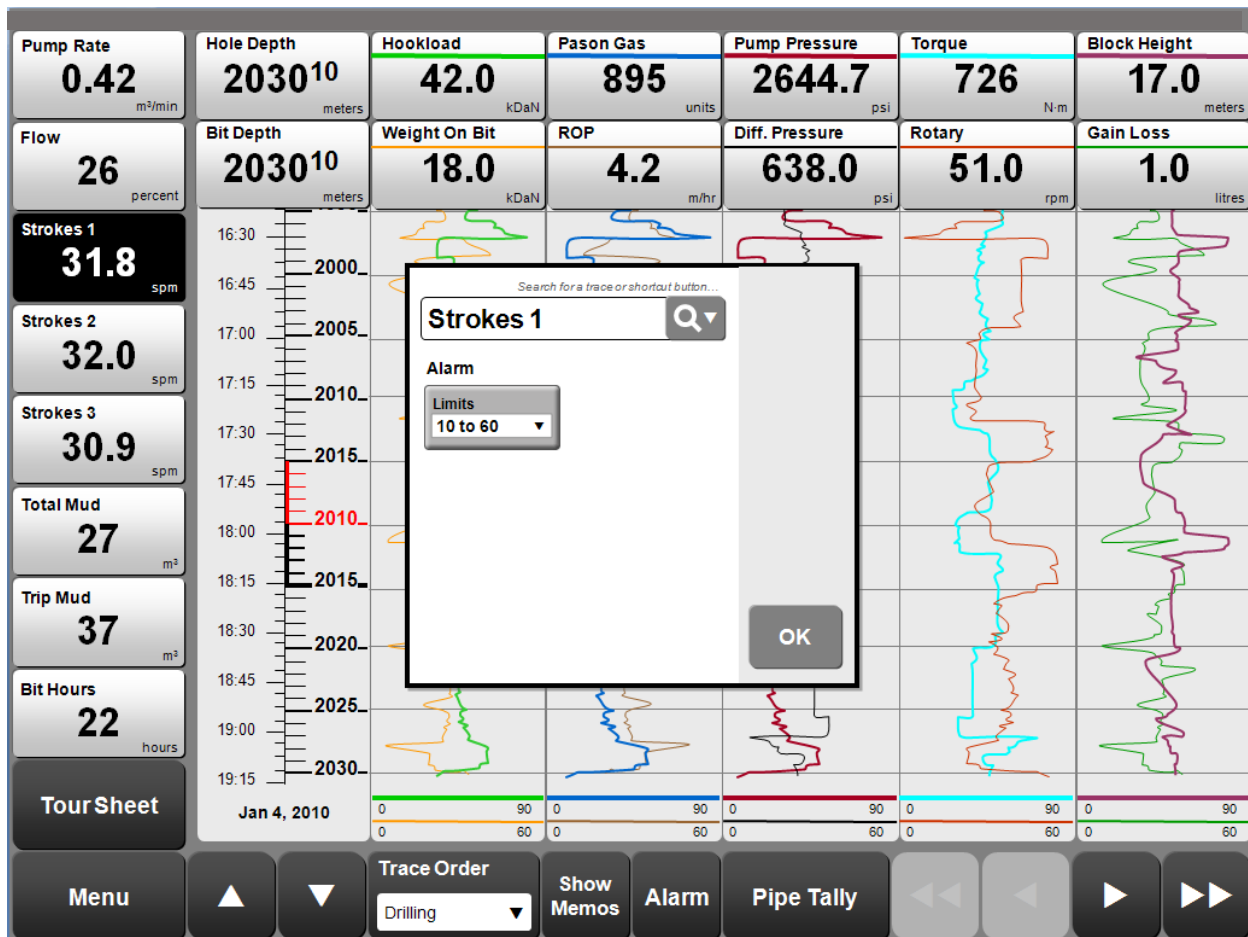 Pump Rate
0.42
m³/min
Flow
26
percent
Strokes 1
31.8
spm
Strokes 2
32.0
spm
Strokes 3
30.9
spm
Total Mud
27
m³
Trip Mud
37
m³
Bit Hours
22
hours
Tour Sheet
Hole Depth
2030¹⁰
meters
Hookload
42.0
kDaN
Pason Gas
895
units
Pump Pressure
2644.7
psi
Torque
726
N·m
Block Height
17.0
meters
Bit Depth
2030¹⁰
meters
Weight On Bit
18.0
kDaN
ROP
4.2
m/hr
Diff. Pressure
638.0
psi
Rotary
51.0
rpm
Gain Loss
1.0
litres
16:30
2000
16:45
17:00
2005
17:15
2010
17:30
2015
17:45
2010
18:00
18:15
2015
18:30
2020
18:45
2025
19:00
2030
19:15
Jan 4, 2010
Search for a trace or shortcut button...
Strokes 1
Alarm
Limits
10 to 60
OK
0 90 0 90 0 90 0 90 0 90
0 60 0 60 0 60 0 60 0 60
Menu
Trace Order
Drilling
Show
Memos
Alarm
Pipe Tally